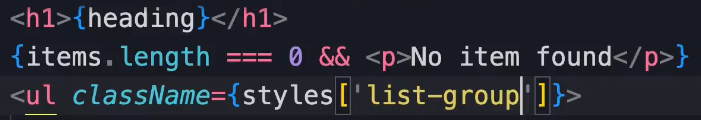 <h1>{heading}</h1>
{items.length === 0 && <p>No item found</p>}
<ul className={styles['list-group']}>